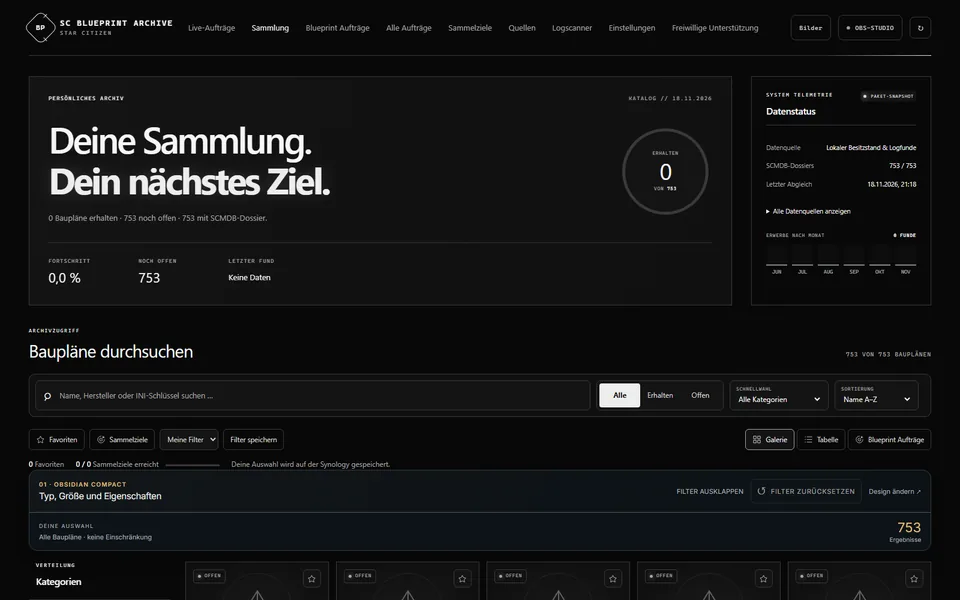 BP
SC BLUEPRINT ARCHIVE
STAR CITIZEN
Live-Aufträge
Sammlung
Blueprint Aufträge
Alle Aufträge
Sammelziele
Quellen
Logscanner
Einstellungen
Freiwillige Unterstützung
Bilder
OBS-STUDIO
PERSÖNLICHES ARCHIV
KATALOG // 18.11.2026
Deine Sammlung.
Dein nächstes Ziel.
0 Baupläne erhalten · 753 noch offen · 753 mit SCMDB-Dossier.
ERHALTEN
0
VON 753
FORTSCHRITT
0,0 %
NOCH OFFEN
753
LETZTER FUND
Keine Daten
SYSTEM TELEMETRIE
PAKET-SNAPSHOT
Datenstatus
Datenquelle
Lokaler Besitzstand & Logfunde
SCMDB-Dossiers
753 / 753
Letzter Abgleich
18.11.2026, 21:18
Alle Datenquellen anzeigen
ERWERBE NACH MONAT
0 FUNDE
JUN JUL AUG SEP OKT NOV
ARCHIVZUGRIFF
Baupläne durchsuchen
753 VON 753 BAUPLÄNEN
Name, Hersteller oder INI-Schlüssel suchen ...
Alle
Erhalten
Offen
SCHNELLWAHL
Alle Kategorien
SORTIERUNG
Name A–Z
Favoriten
Sammelziele
Meine Filter
Filter speichern
Galerie
Tabelle
Blueprint Aufträge
0 Favoriten
0 / 0 Sammelziele erreicht
Deine Auswahl wird auf der Synology gespeichert.
01 · OBSIDIAN COMPACT
Typ, Größe und Eigenschaften
FILTER AUSKLAPPEN
FILTER ZURÜCKSETZEN
Design ändern ↗
DEINE AUSWAHL
Alle Baupläne · keine Einschränkung
753
Ergebnisse
VERTEILUNG
Kategorien
OFFEN
OFFEN
OFFEN
OFFEN
OFFEN